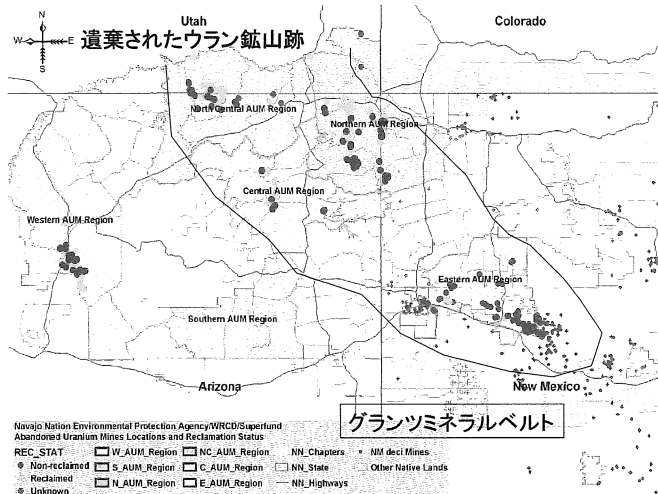 Utah
Colorado
N
W E
S
遺棄されたウラン鉱山跡
North Central AUM Region
Northern AUM Region
Central AUM Region
Western AUM Region
Eastern AUM Region
Southern AUM Region
Arizona
New Mexico
グランツミネラルベルト
Navajo Nation Environmental Protection Agency/WRCD/Superfund
Abandoned Uranium Mines Locations and Reclamation Status
REC_STAT
Non-reclaimed
Reclaimed
Unknown
W_AUM_Region
S_AUM_Region
N_AUM_Region
NC_AUM_Region
C_AUM_Region
E_AUM_Region
NN_Chapters
NN_State
NN_Highways
NM deci Mines
Other Native Lands